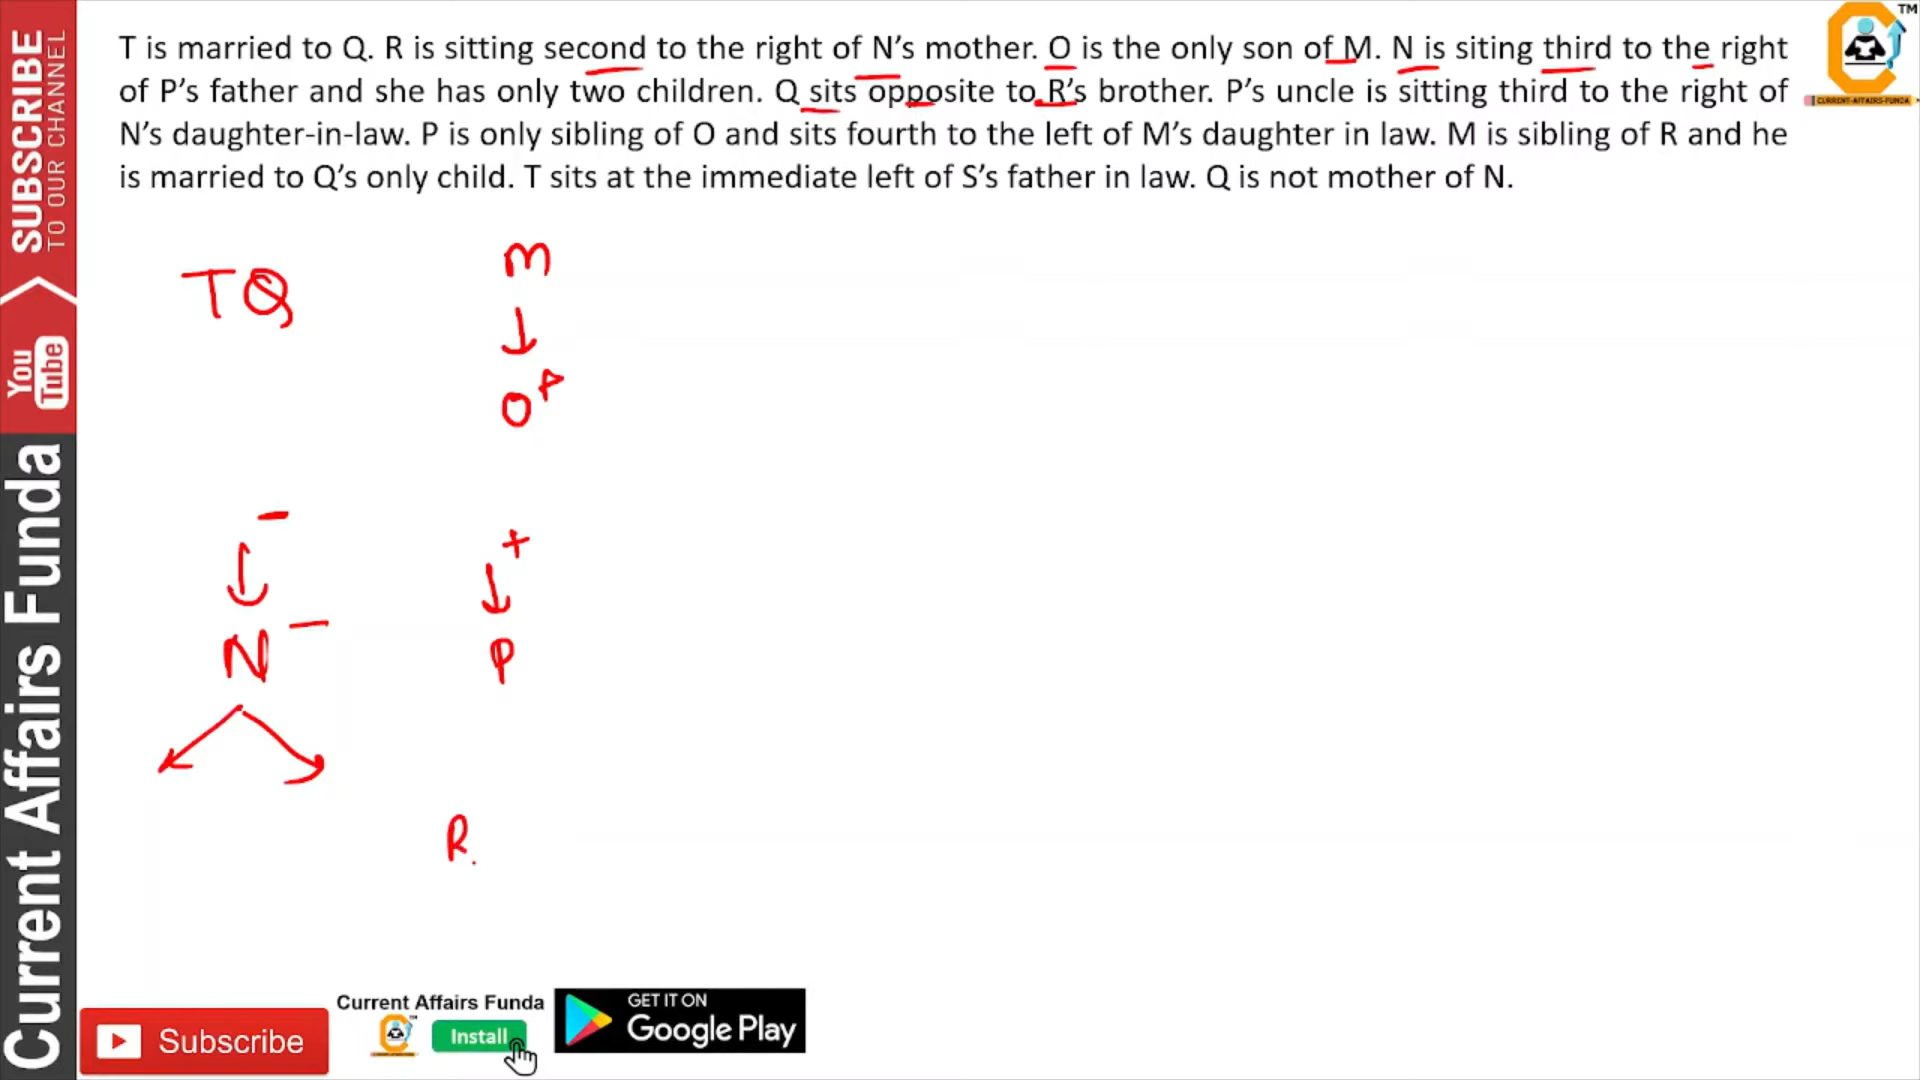 SUBSCRIBE
TO OUR CHANNEL
You
Tube
Current Affairs Funda
TM
CURRENT-AFFAIRS-FUNDA
T is married to Q. R is sitting second to the right of N's mother. O is the only son of M. N is siting third to the right
of P's father and she has only two children. Q sits opposite to R's brother. P's uncle is sitting third to the right of
N's daughter-in-law. P is only sibling of O and sits fourth to the left of M's daughter in law. M is sibling of R and he
is married to Q's only child. T sits at the immediate left of S's father in law. Q is not mother of N.
T Q
M
O
N
P
R
Subscribe
Current Affairs Funda
Install
GET IT ON
Google Play